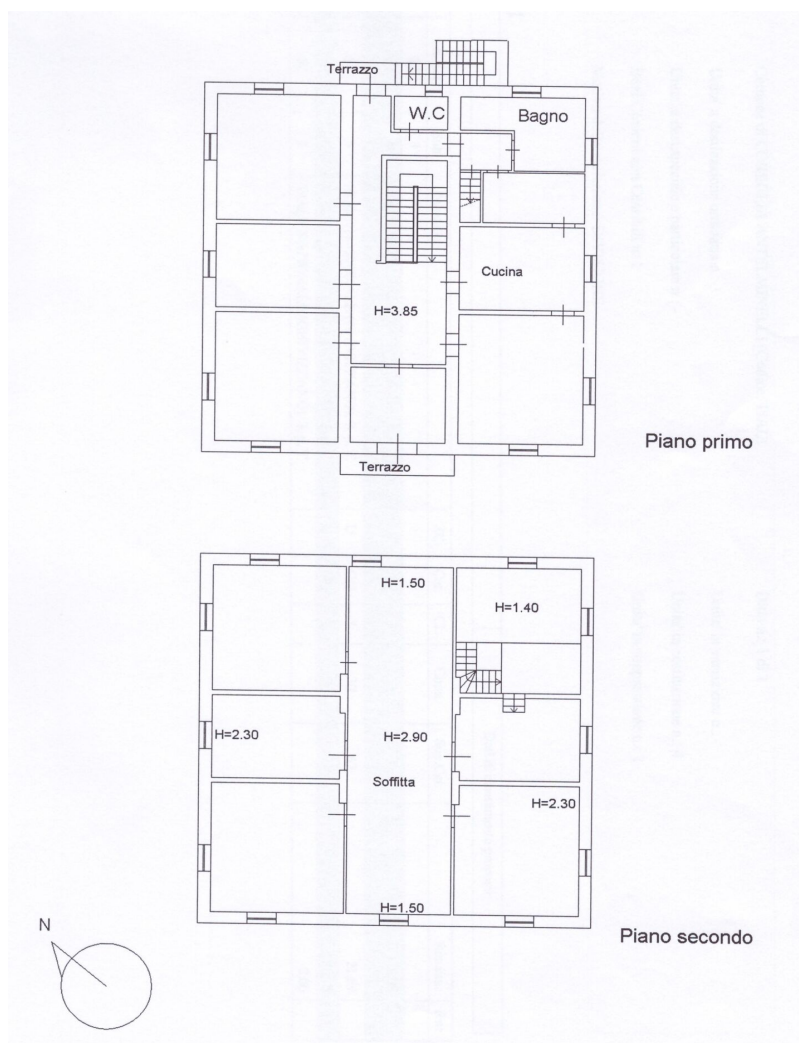 Terrazzo
W.C
Bagno
Cucina
H=3.85
Piano primo
Terrazzo
H=1.50
H=1.40
H=2.30
H=2.90
Soffitta
H=2.30
H=1.50
Piano secondo
N